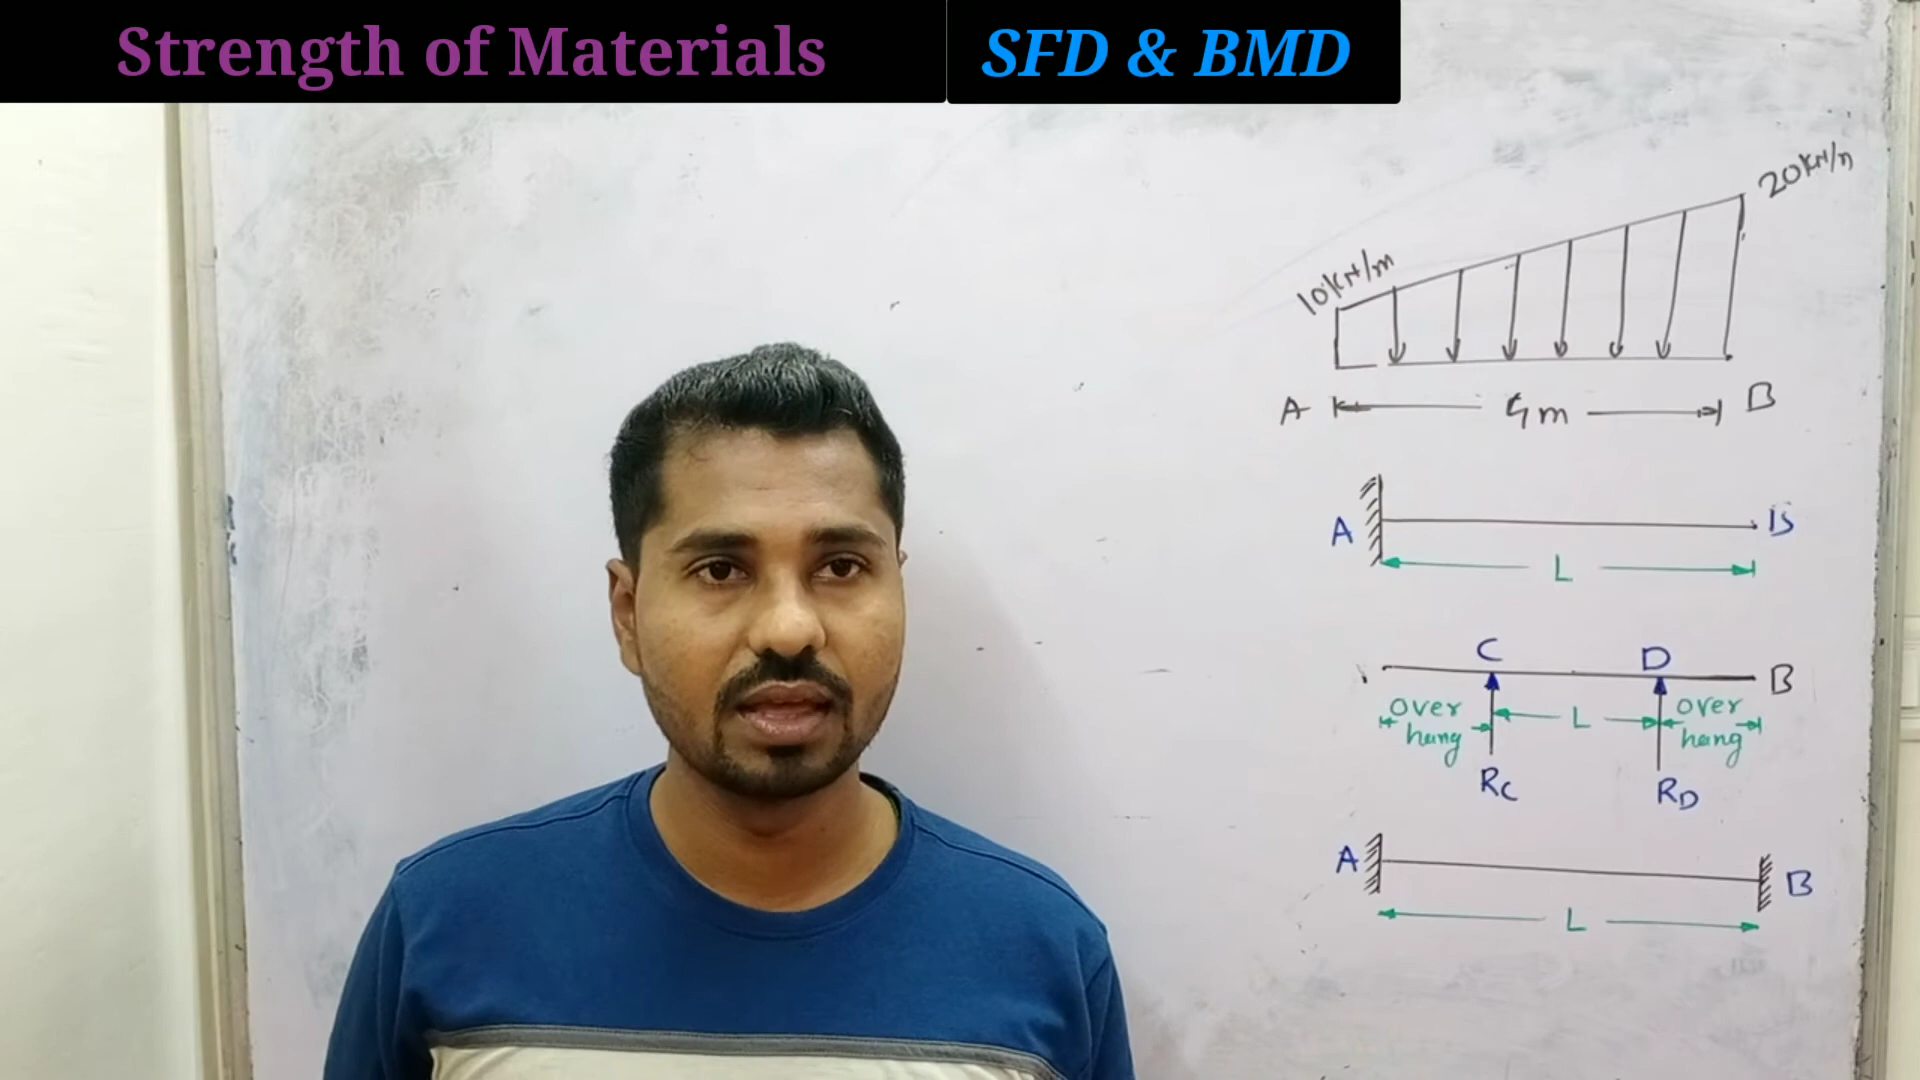 Strength of Materials
SFD & BMD
20kN/m
10kN/m
A 4m B
A B
L
C D B
over hang L over hang
RC RD
A B
L